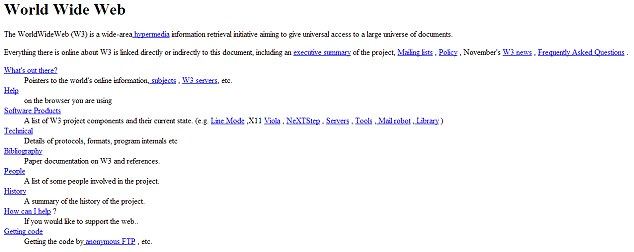 World Wide Web
The WorldWideWeb (W3) is a wide-area hypermedia information retrieval initiative aiming to give universal access to a large universe of documents.
Everything there is online about W3 is linked directly or indirectly to this document, including an executive summary of the project, Mailing lists , Policy , November's W3 news , Frequently Asked Questions .
What's out there?
Pointers to the world's online information, subjects , W3 servers, etc.
Help
on the browser you are using
Software Products
A list of W3 project components and their current state. (e.g. Line Mode ,X11 Viola , NeXTStep , Servers , Tools , Mail robot , Library )
Technical
Details of protocols, formats, program internals etc
Bibliography
Paper documentation on W3 and references.
People
A list of some people involved in the project.
History
A summary of the history of the project.
How can I help ?
If you would like to support the web..
Getting code
Getting the code by anonymous FTP , etc.